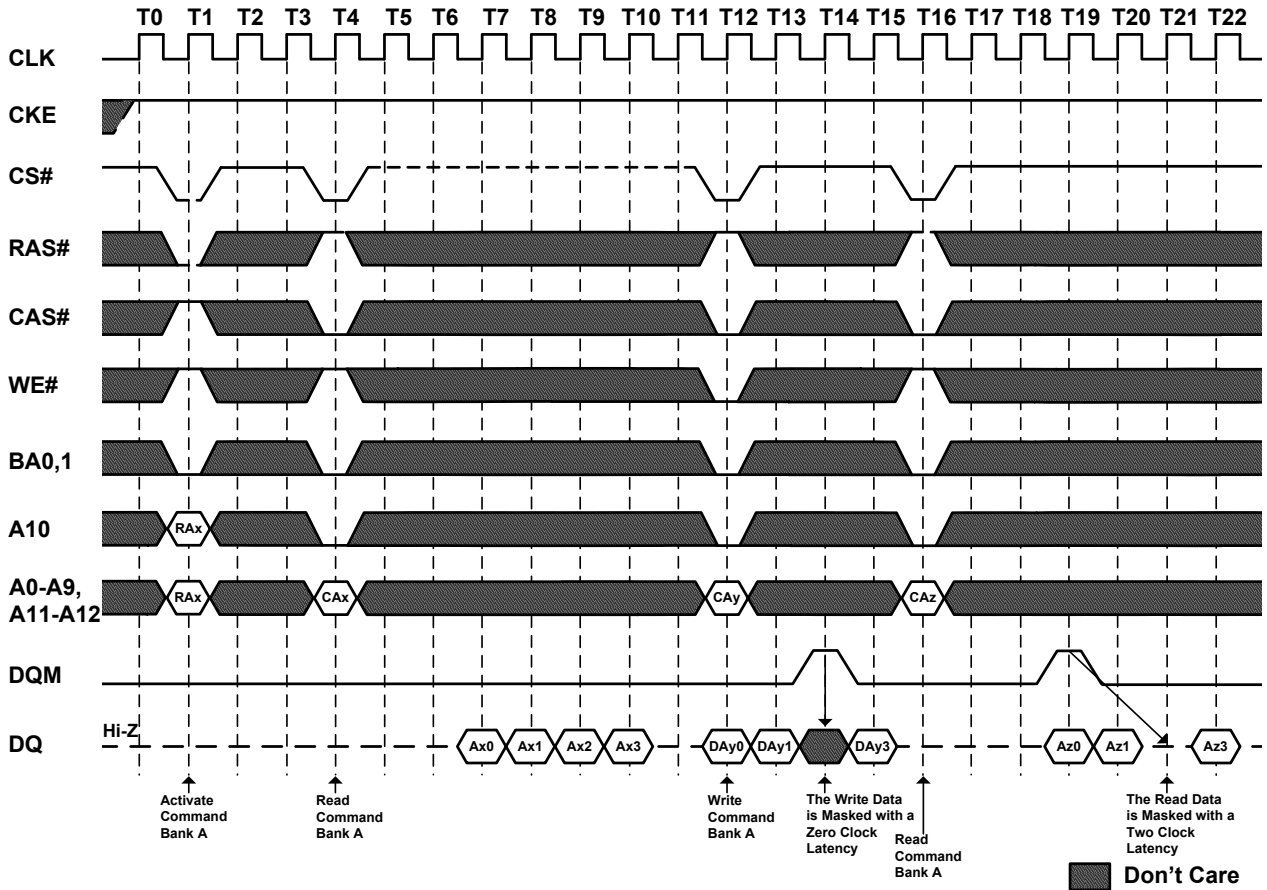 T0 T1 T2 T3 T4 T5 T6 T7 T8 T9 T10 T11 T12 T13 T14 T15 T16 T17 T18 T19 T20 T21 T22
CLK
CKE
CS#
RAS#
CAS#
WE#
BA0,1
A10
RAx
A0-A9,
A11-A12
RAx CAx CAy CAz
DQM
Hi-Z
DQ
Ax0 Ax1 Ax2 Ax3 DAy0 DAy1 DAy3 Az0 Az1 Az3
Activate
Command
Bank A
Read
Command
Bank A
Write
Command
Bank A
The Write Data
is Masked with a
Zero Clock
Latency
Read
Command
Bank A
The Read Data
is Masked with a
Two Clock
Latency
Don't Care